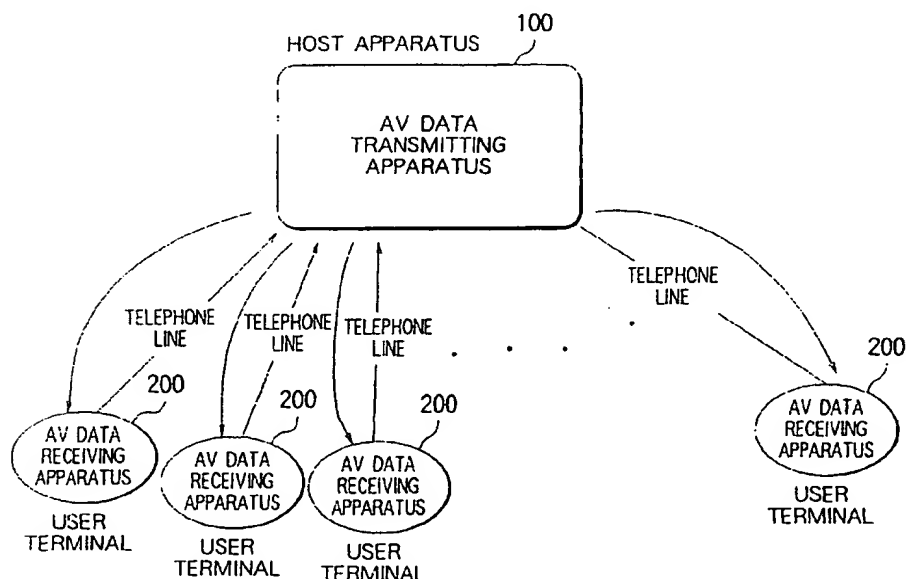 HOST APPARATUS
100
AV DATA
TRANSMITTING
APPARATUS
TELEPHONE
LINE
TELEPHONE
LINE
TELEPHONE
LINE
TELEPHONE
LINE
200
AV DATA
RECEIVING
APPARATUS
USER
TERMINAL
200
AV DATA
RECEIVING
APPARATUS
USER
TERMINAL
200
AV DATA
RECEIVING
APPARATUS
USER
TERMINAL
200
AV DATA
RECEIVING
APPARATUS
USER
TERMINAL